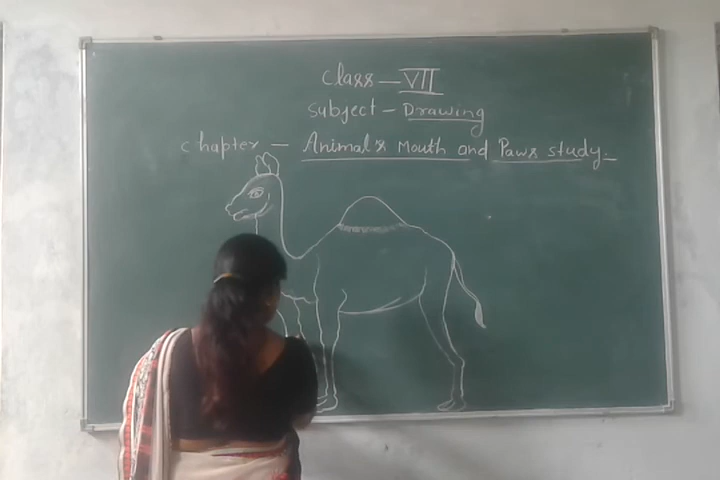 Class - VII
Subject - Drawing
Chapter - Animal's Mouth and Paws study.